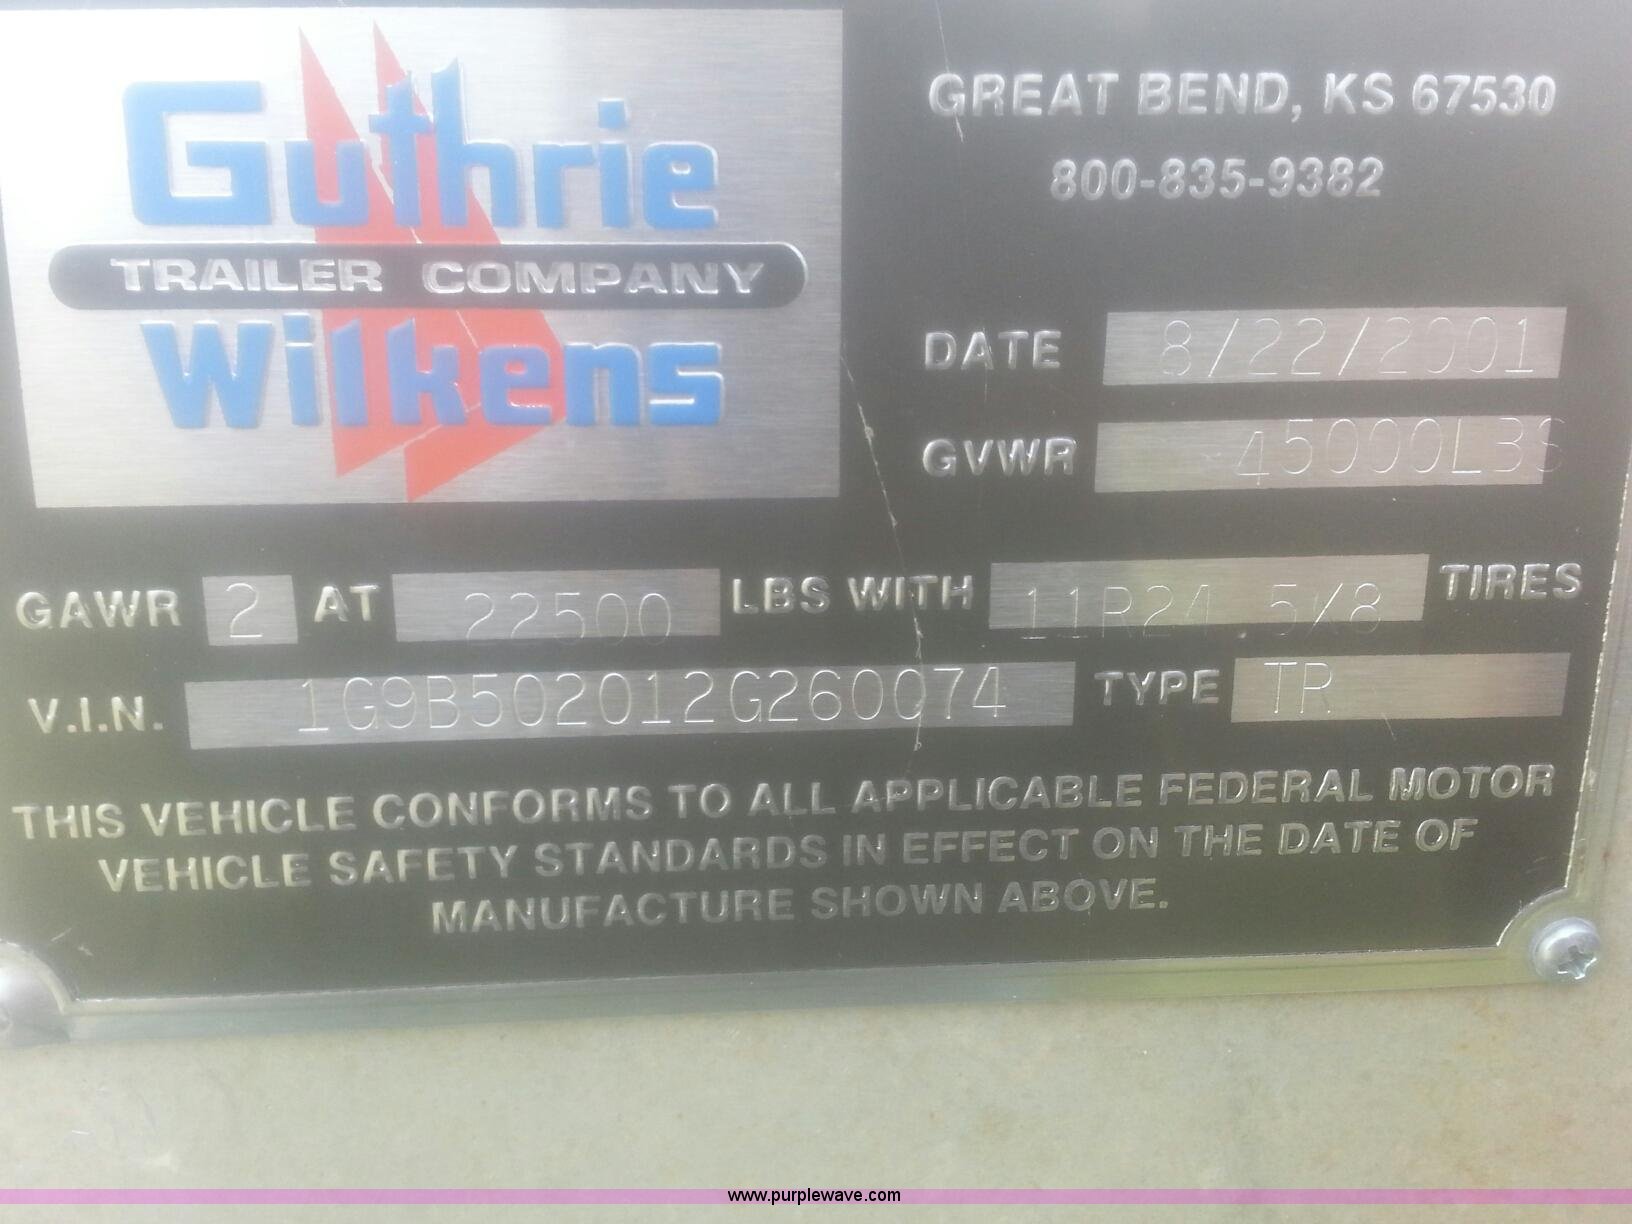 Guthrie
TRAILER COMPANY
Wilkens
GREAT BEND, KS 67530
800-835-9382
DATE 8/22/2001
GVWR 45000LBS
GAWR 2 AT 22500 LBS WITH 11R24.5/8 TIRES
V.I.N. 1G9B502012G260074 TYPE TR
THIS VEHICLE CONFORMS TO ALL APPLICABLE FEDERAL MOTOR
VEHICLE SAFETY STANDARDS IN EFFECT ON THE DATE OF
MANUFACTURE SHOWN ABOVE.
www.purplewave.com